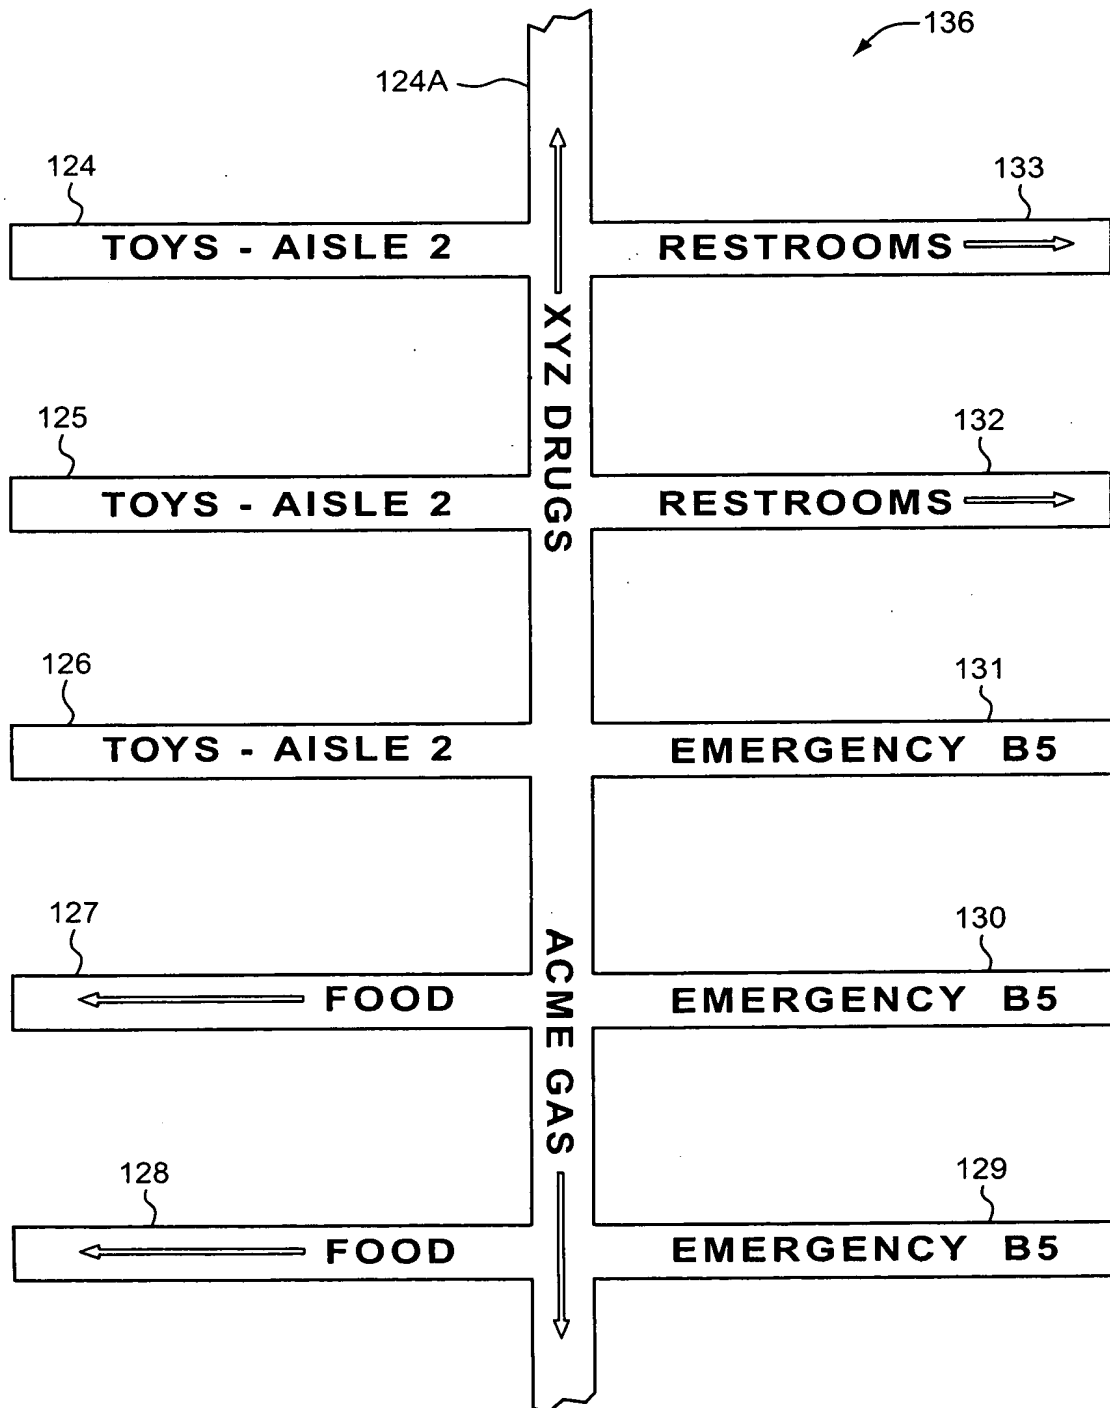 136
124A
124
133
TOYS - AISLE 2
RESTROOMS
XYZ DRUGS
125
132
TOYS - AISLE 2
RESTROOMS
126
131
TOYS - AISLE 2
EMERGENCY B5
127
130
ACME GAS
FOOD
EMERGENCY B5
128
129
FOOD
EMERGENCY B5